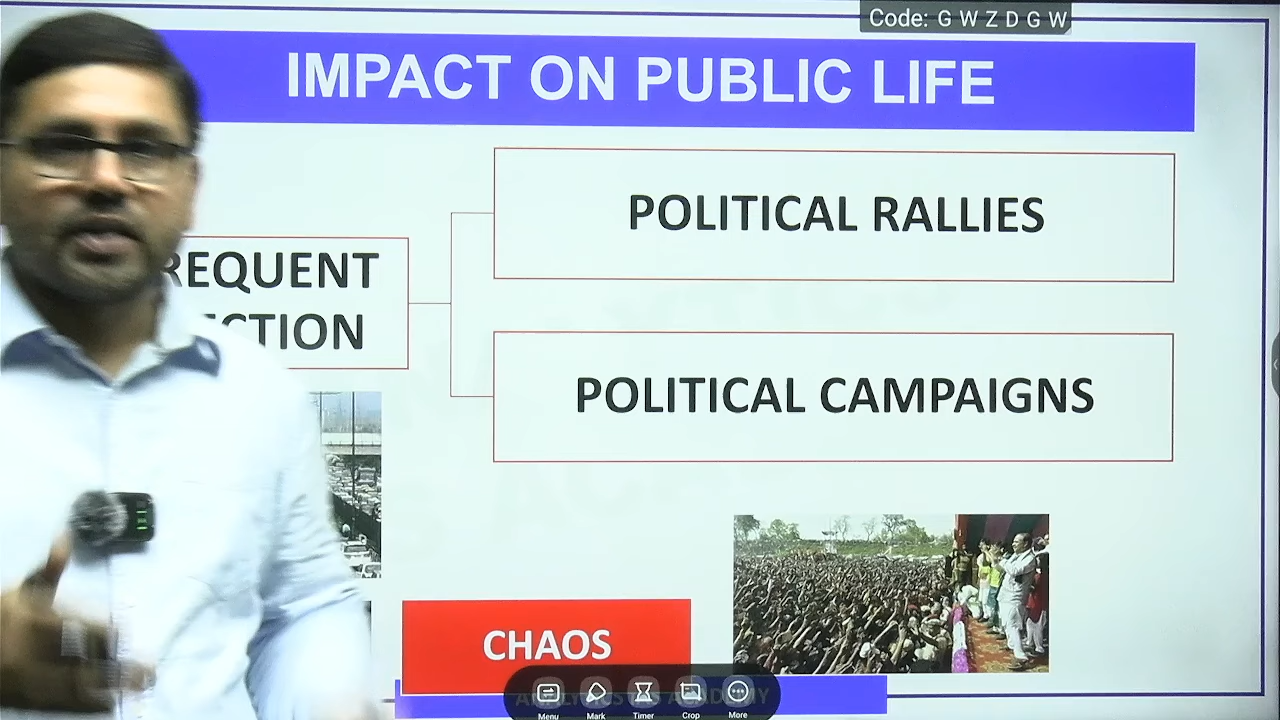 Code: G W Z D G W
IMPACT ON PUBLIC LIFE
POLITICAL RALLIES
REQUENT
CTION
POLITICAL CAMPAIGNS
CHAOS
Menu Mark Timer Crop More